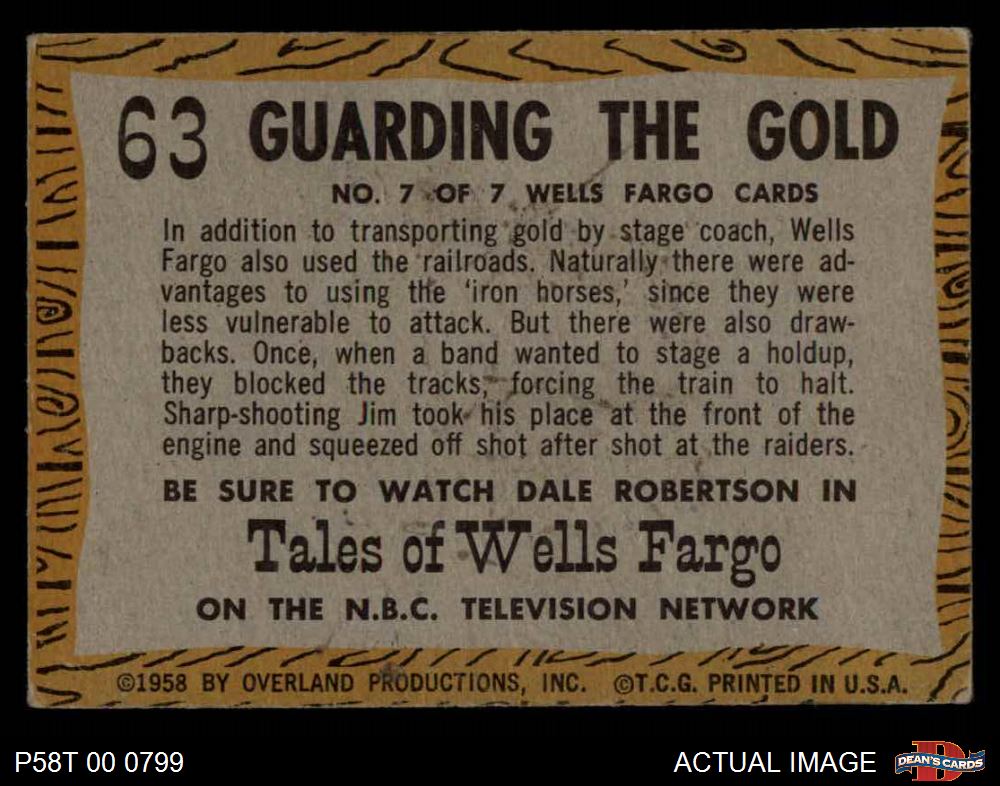 63 GUARDING THE GOLD
NO. 7 OF 7 WELLS FARGO CARDS
In addition to transporting gold by stage coach, Wells
Fargo also used the railroads. Naturally there were ad-
vantages to using the ‘iron horses,’ since they were
less vulnerable to attack. But there were also draw-
backs. Once, when a band wanted to stage a holdup,
they blocked the tracks, forcing the train to halt.
Sharp-shooting Jim took his place at the front of the
engine and squeezed off shot after shot at the raiders.
BE SURE TO WATCH DALE ROBERTSON IN
Tales of Wells Fargo
ON THE N.B.C. TELEVISION NETWORK
©1958 BY OVERLAND PRODUCTIONS, INC. ©T.C.G. PRINTED IN U.S.A.
P58T 00 0799
ACTUAL IMAGE
D
DEAN'S CARDS